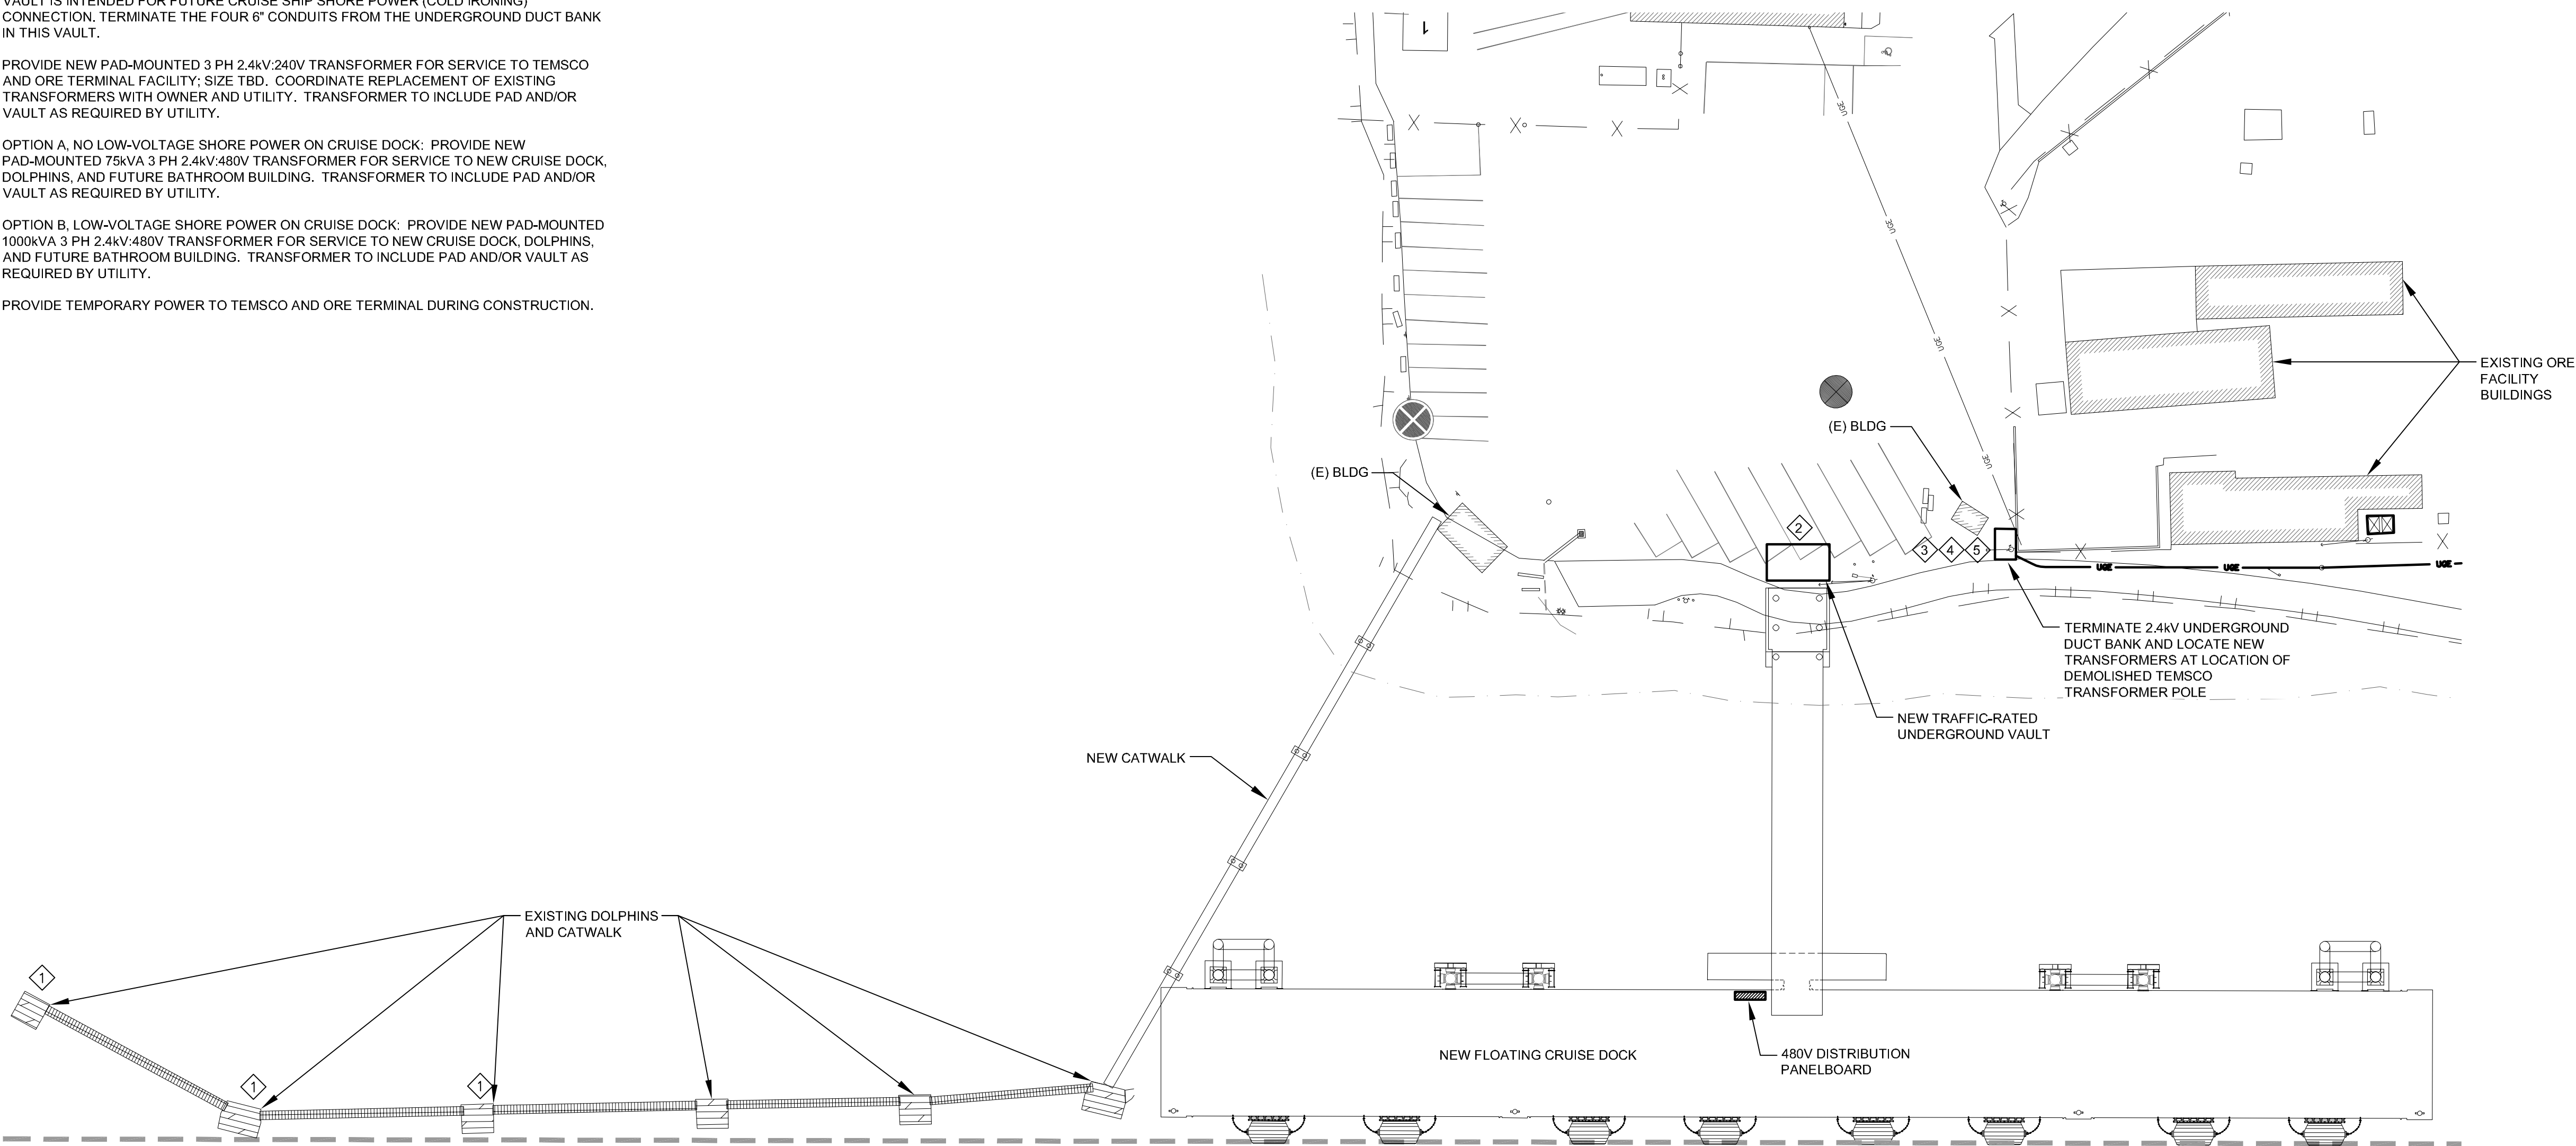 VAULT IS INTENDED FOR FUTURE CRUISE SHIP SHORE POWER (COLD IRONING)
CONNECTION. TERMINATE THE FOUR 6" CONDUITS FROM THE UNDERGROUND DUCT BANK
IN THIS VAULT.
PROVIDE NEW PAD-MOUNTED 3 PH 2.4kV:240V TRANSFORMER FOR SERVICE TO TEMSCO
AND ORE TERMINAL FACILITY; SIZE TBD. COORDINATE REPLACEMENT OF EXISTING
TRANSFORMERS WITH OWNER AND UTILITY. TRANSFORMER TO INCLUDE PAD AND/OR
VAULT AS REQUIRED BY UTILITY.
OPTION A, NO LOW-VOLTAGE SHORE POWER ON CRUISE DOCK: PROVIDE NEW
PAD-MOUNTED 75kVA 3 PH 2.4kV:480V TRANSFORMER FOR SERVICE TO NEW CRUISE DOCK,
DOLPHINS, AND FUTURE BATHROOM BUILDING. TRANSFORMER TO INCLUDE PAD AND/OR
VAULT AS REQUIRED BY UTILITY.
OPTION B, LOW-VOLTAGE SHORE POWER ON CRUISE DOCK: PROVIDE NEW PAD-MOUNTED
1000kVA 3 PH 2.4kV:480V TRANSFORMER FOR SERVICE TO NEW CRUISE DOCK, DOLPHINS,
AND FUTURE BATHROOM BUILDING. TRANSFORMER TO INCLUDE PAD AND/OR VAULT AS
REQUIRED BY UTILITY.
PROVIDE TEMPORARY POWER TO TEMSCO AND ORE TERMINAL DURING CONSTRUCTION.
1
UGE
UGE
UGE
UGE
EXISTING ORE
FACILITY
BUILDINGS
(E) BLDG
(E) BLDG
2
3 4 5
UGE UGE UGE
TERMINATE 2.4kV UNDERGROUND
DUCT BANK AND LOCATE NEW
TRANSFORMERS AT LOCATION OF
DEMOLISHED TEMSCO
TRANSFORMER POLE
NEW TRAFFIC-RATED
UNDERGROUND VAULT
NEW CATWALK
EXISTING DOLPHINS
AND CATWALK
1
1
1
NEW FLOATING CRUISE DOCK
480V DISTRIBUTION
PANELBOARD